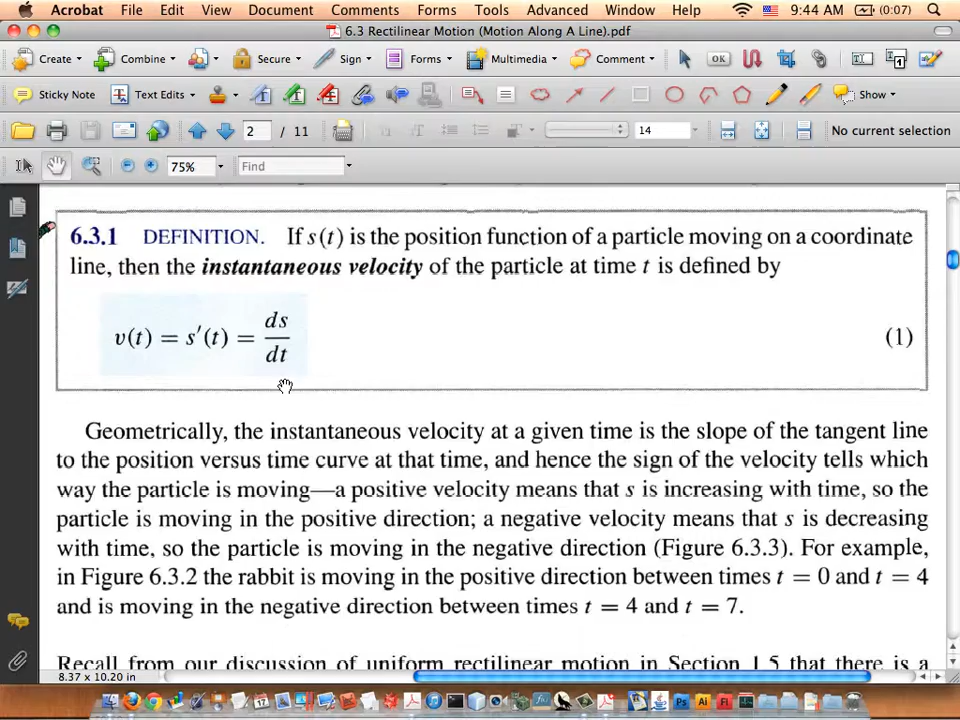 Acrobat File Edit View Document Comments Forms Tools Advanced Window Help 9:44 AM (0:07)
6.3 Rectilinear Motion (Motion Along A Line).pdf
Create Combine Secure Sign Forms Multimedia OK Comment
Sticky Note Text Edits Show
2 / 11 14 No current selection
75% Find
6.3.1 DEFINITION. If s(t) is the position function of a particle moving on a coordinate
line, then the instantaneous velocity of the particle at time t is defined by
v(t) = s′(t) = ds/dt (1)
Geometrically, the instantaneous velocity at a given time is the slope of the tangent line
to the position versus time curve at that time, and hence the sign of the velocity tells which
way the particle is moving—a positive velocity means that s is increasing with time, so the
particle is moving in the positive direction; a negative velocity means that s is decreasing
with time, so the particle is moving in the negative direction (Figure 6.3.3). For example,
in Figure 6.3.2 the rabbit is moving in the positive direction between times t = 0 and t = 4
and is moving in the negative direction between times t = 4 and t = 7.
Recall from our discussion of uniform rectilinear motion in Section 1.5 that there is a
8.37 x 10.20 in